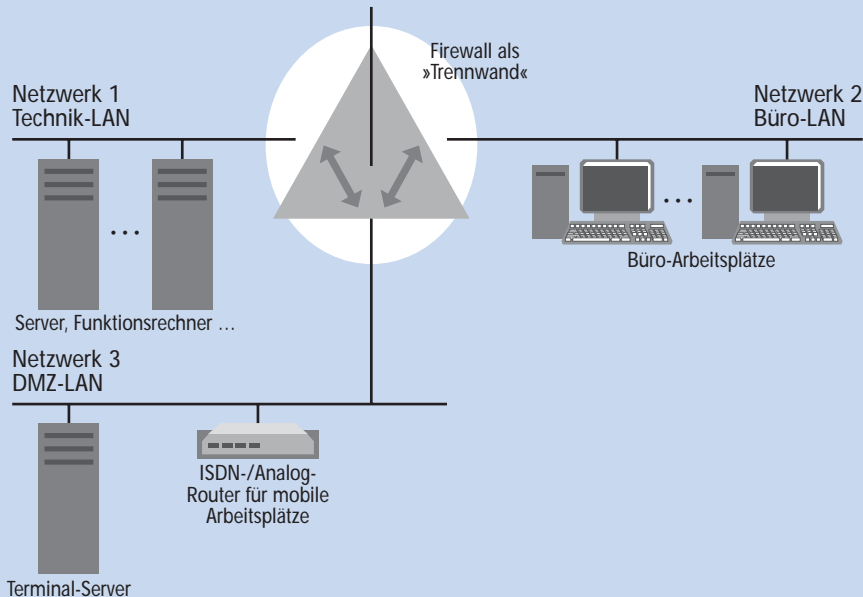 Firewall als
»Trennwand«
Netzwerk 1
Technik-LAN
Netzwerk 2
Büro-LAN
...
...
Büro-Arbeitsplätze
Server, Funktionsrechner ...
Netzwerk 3
DMZ-LAN
ISDN-/Analog-
Router für mobile
Arbeitsplätze
Terminal-Server